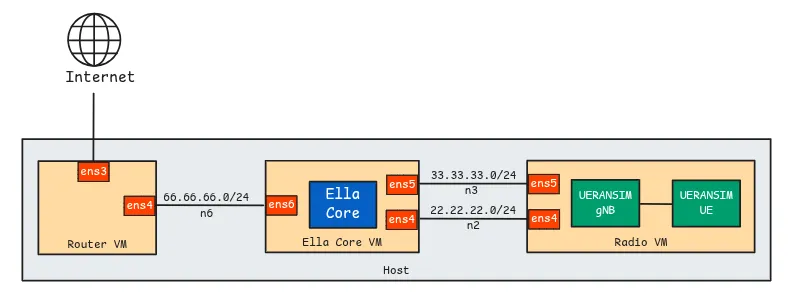 Internet
ens3
ens4
66.66.66.0/24
n6
Router VM
ens6
Ella
Core
ens5
ens4
Ella Core VM
33.33.33.0/24
n3
22.22.22.0/24
n2
ens5
ens4
UERANSIM
gNB
UERANSIM
UE
Radio VM
Host